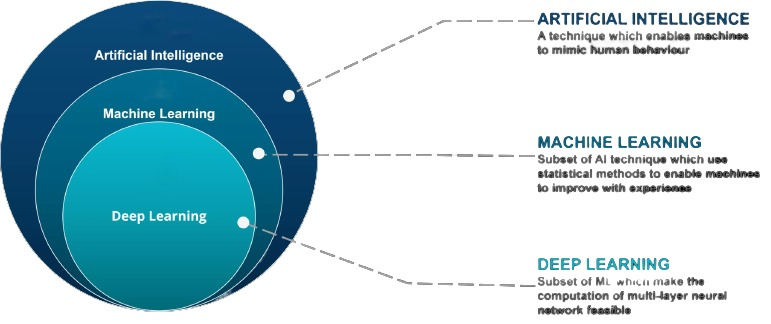 Artificial Intelligence
Machine Learning
Deep Learning
ARTIFICIAL INTELLIGENCE
A technique which enables machines
to mimic human behaviour
MACHINE LEARNING
Subset of AI technique which use
statistical methods to enable machines
to improve with experience
DEEP LEARNING
Subset of ML which make the
computation of multi-layer neural
network feasible